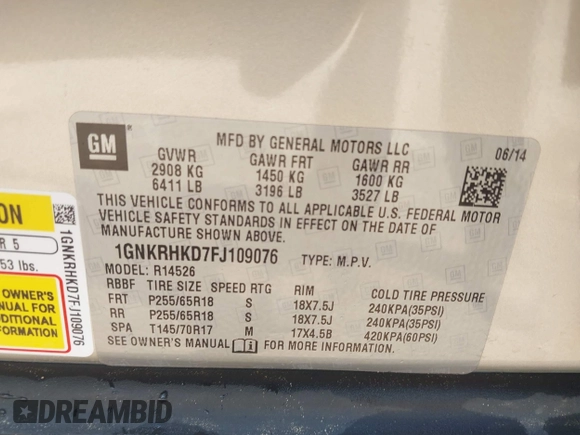 GM
MFD BY GENERAL MOTORS LLC
06/14
GVWR GAWR FRT GAWR RR
2908 KG 1450 KG 1600 KG
6411 LB 3196 LB 3527 LB
THIS VEHICLE CONFORMS TO ALL APPLICABLE U.S. FEDERAL MOTOR
VEHICLE SAFETY STANDARDS IN EFFECT ON THE DATE OF
MANUFACTURE SHOWN ABOVE.
1GNKRHKD7FJ109076 TYPE: M.P.V.
MODEL: R14526
RBBF TIRE SIZE SPEED RTG RIM COLD TIRE PRESSURE
FRT P255/65R18 S 18X7.5J 240KPA(35PSI)
RR P255/65R18 S 18X7.5J 240KPA(35PSI)
SPA T145/70R17 M 17X4.5B 420KPA(60PSI)
SEE OWNER'S MANUAL FOR MORE INFORMATION.
ON
R 5
53 lbs.
OWNER'S
MANUAL FOR
DDITIONAL
FORMATION
1GNKRHKD7FJ109076
DREAMBID